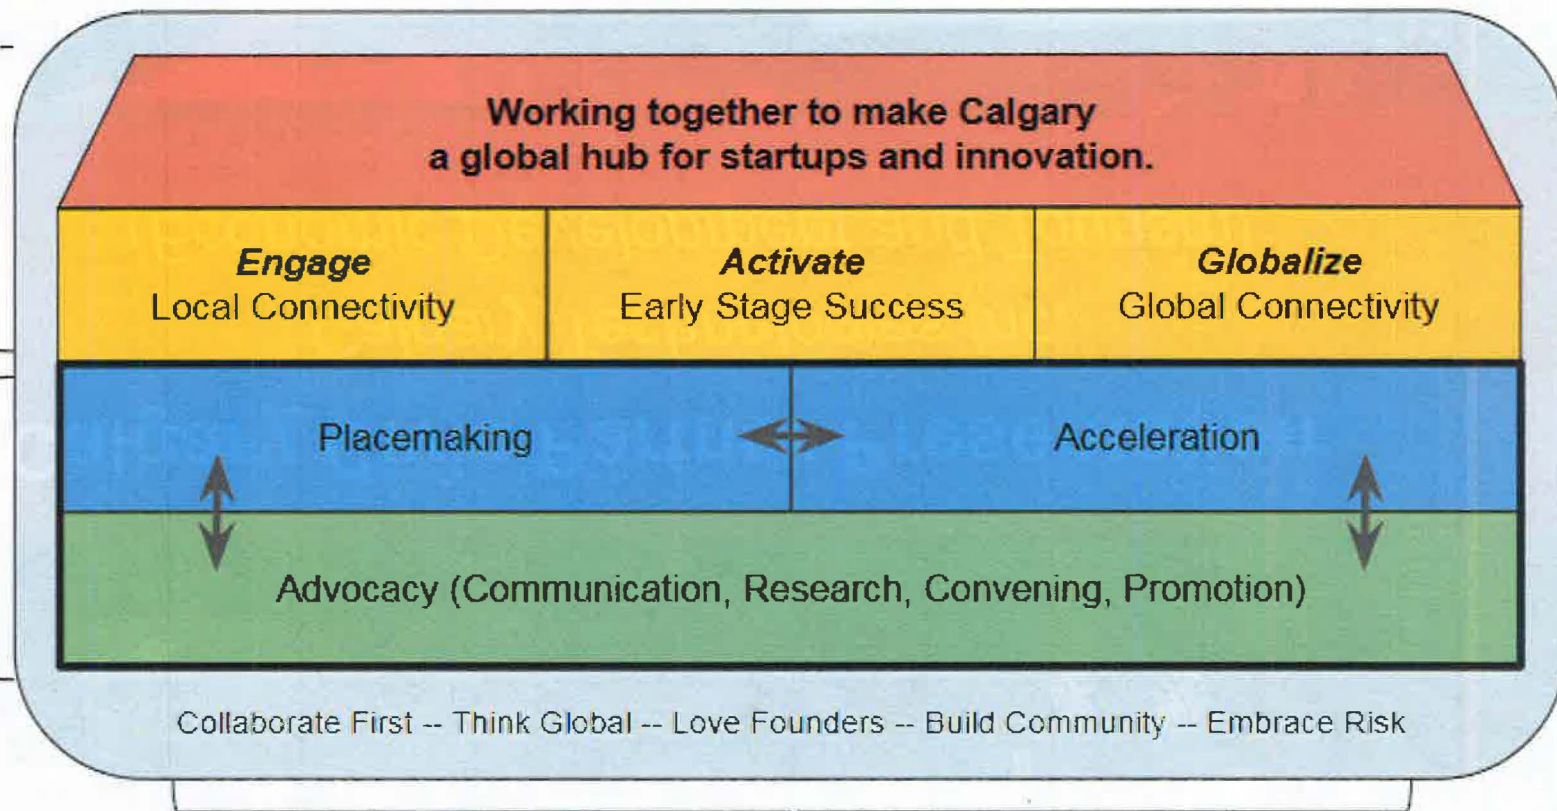 Working together to make Calgary
a global hub for startups and innovation.
Engage
Local Connectivity
Activate
Early Stage Success
Globalize
Global Connectivity
Placemaking
Acceleration
Advocacy (Communication, Research, Convening, Promotion)
Collaborate First -- Think Global -- Love Founders -- Build Community -- Embrace Risk